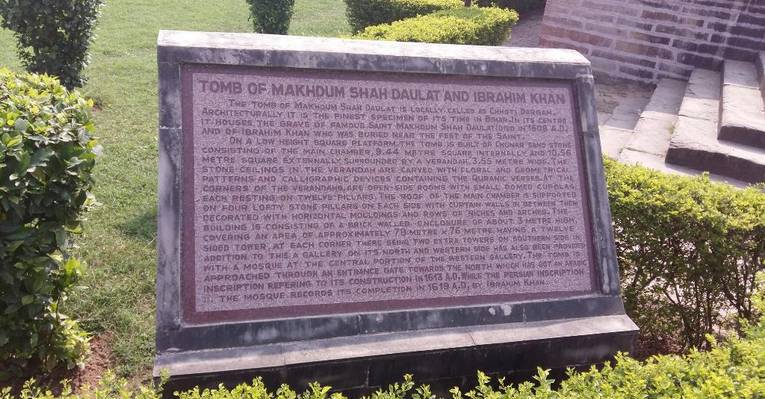 TOMB OF MAKHDUM SHAH DAULAT AND IBRAHIM KHAN
THE TOMB OF MAKHDUM SHAH DAULAT IS LOCALLY CALLED AS CHHOTI DARGAH.
ARCHITECTURALLY IT IS THE FINEST SPECIMEN OF ITS TIME IN BIHAR. IN ITS CENTRE
IT HOUSES THE GRAVE OF FAMOUS SAINT MAKHDUM SHAH DAULAT (DIED IN 1608 A.D.)
AND OF IBRAHIM KHAN WHO WAS BURIED NEAR THE FEET OF THE SAINT.
ON A LOW HEIGHT SQUARE PLATFORM, THE TOMB IS BUILT OF CHUNAR SAND STONE
CONSISTING OF THE MAIN CHAMBER, 9.44 METRE SQUARE INTERNALLY AND 10.56
METRE SQUARE EXTERNALLY SURROUNDED BY A VERANDAH, 3.55 METRE WIDE. THE
STONE CEILINGS IN THE VERANDAH ARE CARVED WITH FLORAL AND GEOMETRICAL
PATTERNS AND CALLIGRAPHIC DEVICES CONTAINING THE QURANIC VERSES. AT THE
CORNERS OF THE VERANDAHS, ARE OPEN-SIDE ROOMS WITH SMALL DOMED CUPOLAS,
EACH RESTING ON TWELVE PILLARS. THE ROOF OF THE MAIN CHAMBER IS SUPPORTED
ON FOUR LOFTY STONE PILLARS ON EACH SIDE WITH CURTAIN WALLS IN BETWEEN THEM
DECORATED WITH HORIZONTAL MOULDINGS AND ROWS OF NICHES AND ARCHES. THE
BUILDING IS CONSISTING OF A BRICK WALLED ENCLOSURE OF ABOUT 3 METRE HIGH
COVERING AN AREA OF APPROXIMATELY 79 METRE X 76 METRE HAVING A TWELVE
SIDED TOWER, AT EACH CORNER THERE BEING TWO EXTRA TOWERS ON SOUTHERN SIDE IN
ADDITION TO THIS A GALLERY ON ITS NORTH AND WESTERN SIDE HAS ALSO BEEN PROVIDED
WITH A MOSQUE AT THE CENTRAL PORTION OF THE WESTERN GALLERY. THE TOMB IS
APPROACHED THROUGH AN ENTRANCE GATE TOWARDS THE NORTH WHICH HAS GOT AN ARABIC
INSCRIPTION REFERING TO ITS CONSTRUCTION IN 1613 A.D. WHILE THE PERSIAN INSCRIPTION
IN THE MOSQUE RECORDS ITS COMPLETION IN 1619 A.D. BY IBRAHIM KHAN.